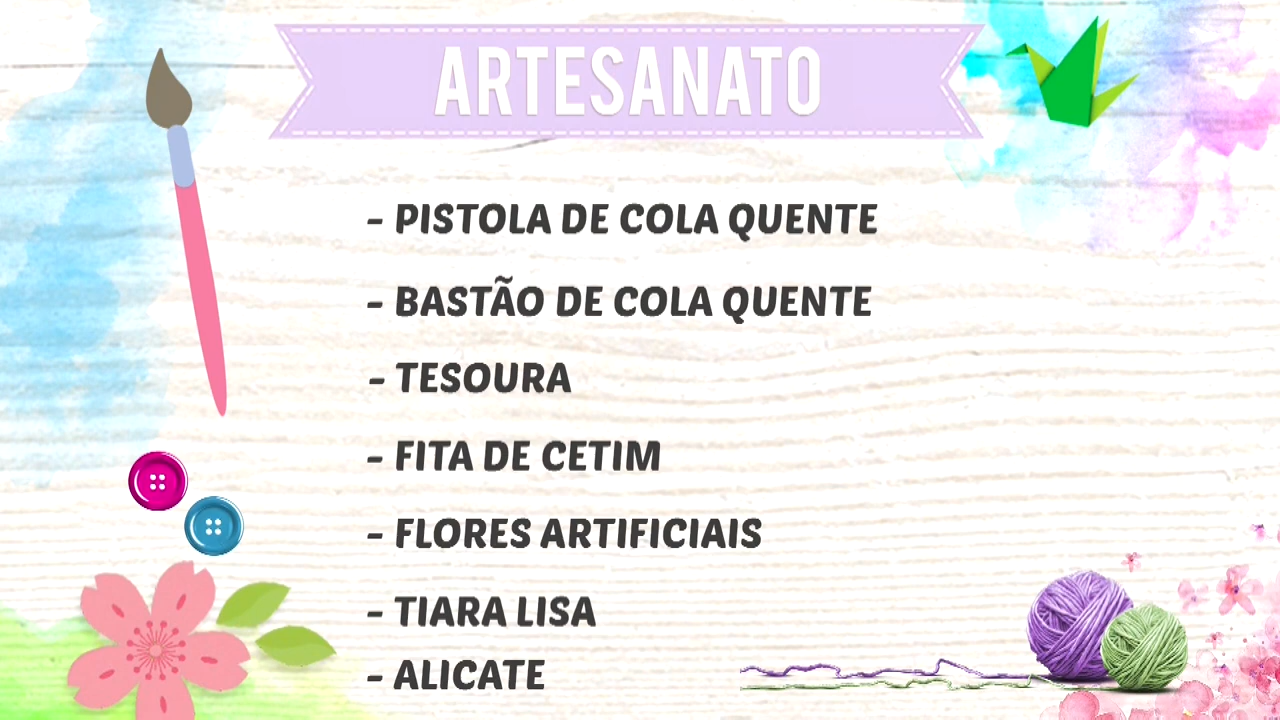 ARTESANATO
- PISTOLA DE COLA QUENTE
- BASTÃO DE COLA QUENTE
- TESOURA
- FITA DE CETIM
- FLORES ARTIFICIAIS
- TIARA LISA
- ALICATE